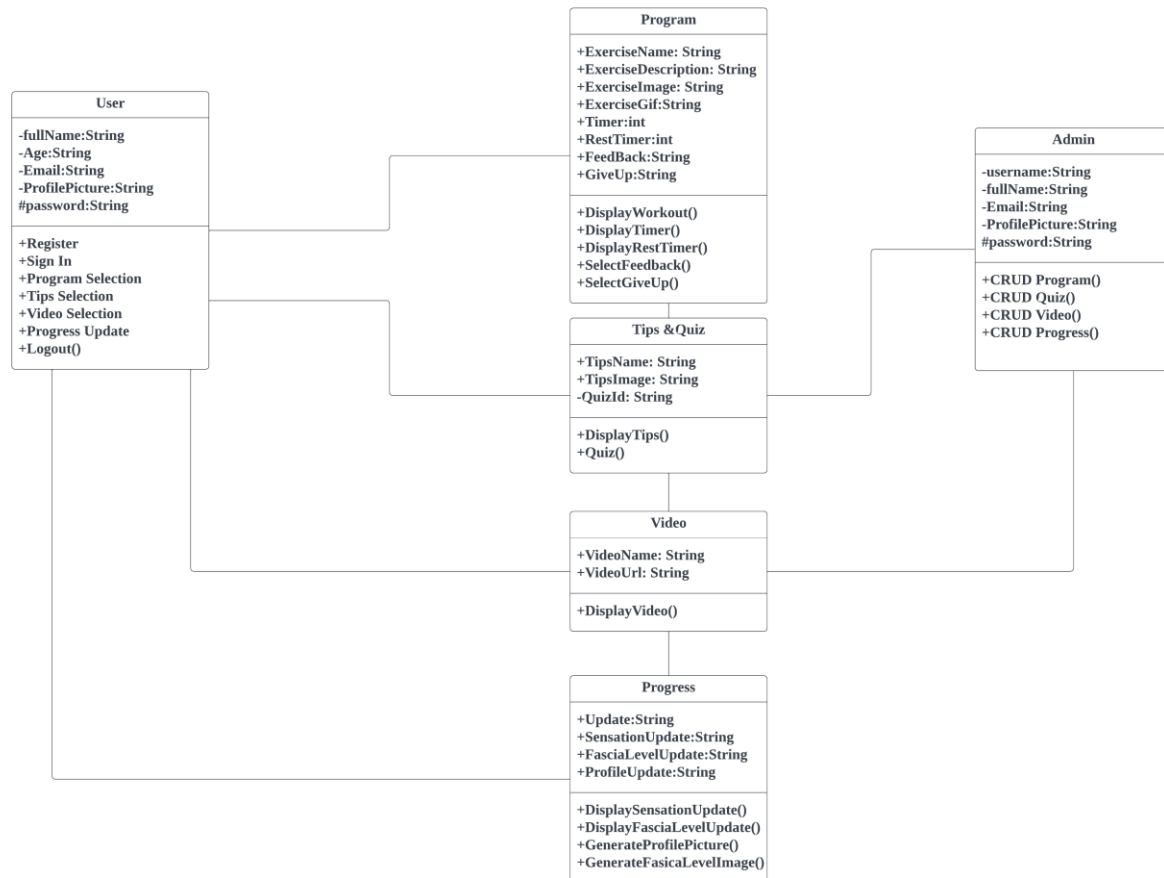 Program
+ExerciseName: String
+ExerciseDescription: String
+ExerciseImage: String
+ExerciseGif:String
+Timer:int
+RestTimer:int
+FeedBack:String
+GiveUp:String
+DisplayWorkout()
+DisplayTimer()
+DisplayRestTimer()
+SelectFeedback()
+SelectGiveUp()
User
-fullName:String
-Age:String
-Email:String
-ProfilePicture:String
#password:String
+Register
+Sign In
+Program Selection
+Tips Selection
+Video Selection
+Progress Update
+Logout()
Admin
-username:String
-fullName:String
-Email:String
-ProfilePicture:String
#password:String
+CRUD Program()
+CRUD Quiz()
+CRUD Video()
+CRUD Progress()
Tips &Quiz
+TipsName: String
+TipsImage: String
-QuizId: String
+DisplayTips()
+Quiz()
Video
+VideoName: String
+VideoUrl: String
+DisplayVideo()
Progress
+Update:String
+SensationUpdate:String
+FasciaLevelUpdate:String
+ProfileUpdate:String
+DisplaySensationUpdate()
+DisplayFasciaLevelUpdate()
+GenerateProfilePicture()
+GenerateFasicaLevelImage()